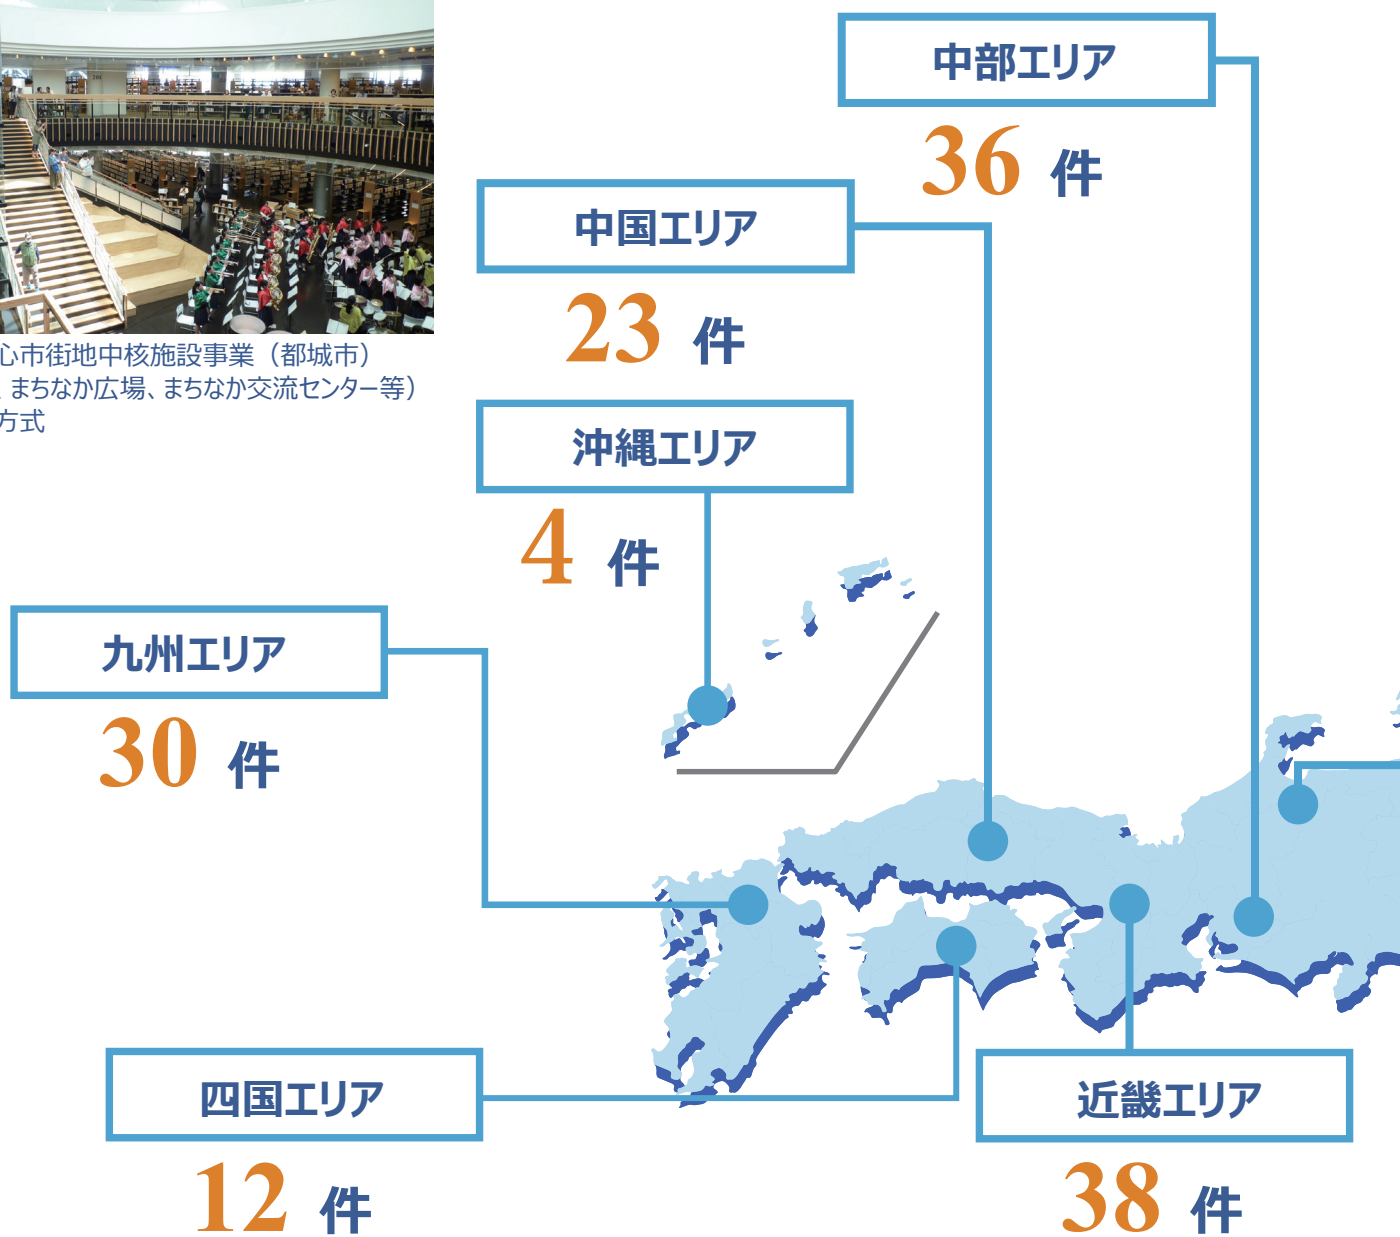 中部エリア
36 件
中国エリア
23 件
心市街地中核施設事業（都城市）
、まちなか広場、まちなか交流センター等）
方式
沖縄エリア
4 件
九州エリア
30 件
四国エリア
12 件
近畿エリア
38 件